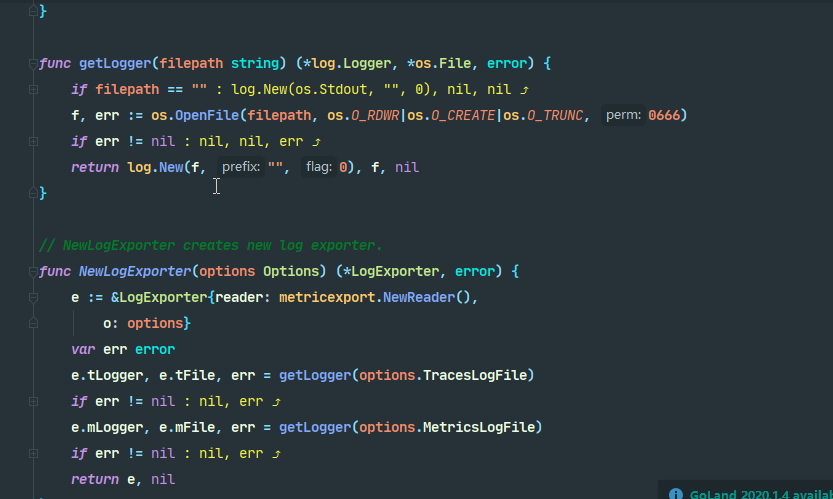 }
func getLogger(filepath string) (*log.Logger, *os.File, error) {
if filepath == "" : log.New(os.Stdout, "", 0), nil, nil ⤴
f, err := os.OpenFile(filepath, os.O_RDWR|os.O_CREATE|os.O_TRUNC, perm: 0666)
if err != nil : nil, nil, err ⤴
return log.New(f, prefix: "", flag: 0), f, nil
}
// NewLogExporter creates new log exporter.
func NewLogExporter(options Options) (*LogExporter, error) {
e := &LogExporter{reader: metricexport.NewReader(),
o: options}
var err error
e.tLogger, e.tFile, err = getLogger(options.TracesLogFile)
if err != nil : nil, err ⤴
e.mLogger, e.mFile, err = getLogger(options.MetricsLogFile)
if err != nil : nil, err ⤴
return e, nil
GoLand 2020.1.4